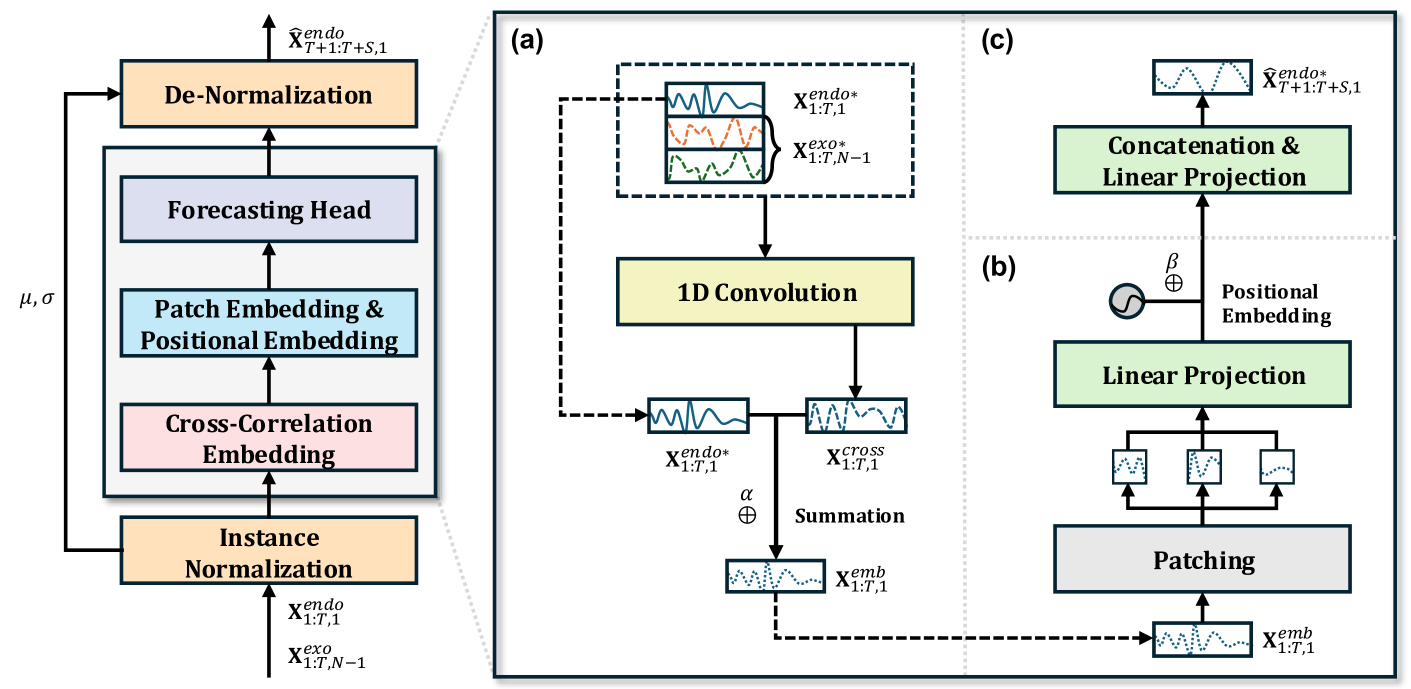 X̂^{endo}_{T+1:T+S,1}
De-Normalization
Forecasting Head
μ, σ
Patch Embedding &
Positional Embedding
Cross-Correlation
Embedding
Instance
Normalization
X^{endo}_{1:T,1}
X^{exo}_{1:T,N−1}
(a)
X^{endo*}_{1:T,1}
X^{exo*}_{1:T,N−1}
1D Convolution
X^{endo*}_{1:T,1}
X^{cross}_{1:T,1}
α
⊕
Summation
X^{emb}_{1:T,1}
(c)
X̂^{endo*}_{T+1:T+S,1}
Concatenation &
Linear Projection
(b)
β
⊕
Positional
Embedding
Linear Projection
Patching
X^{emb}_{1:T,1}